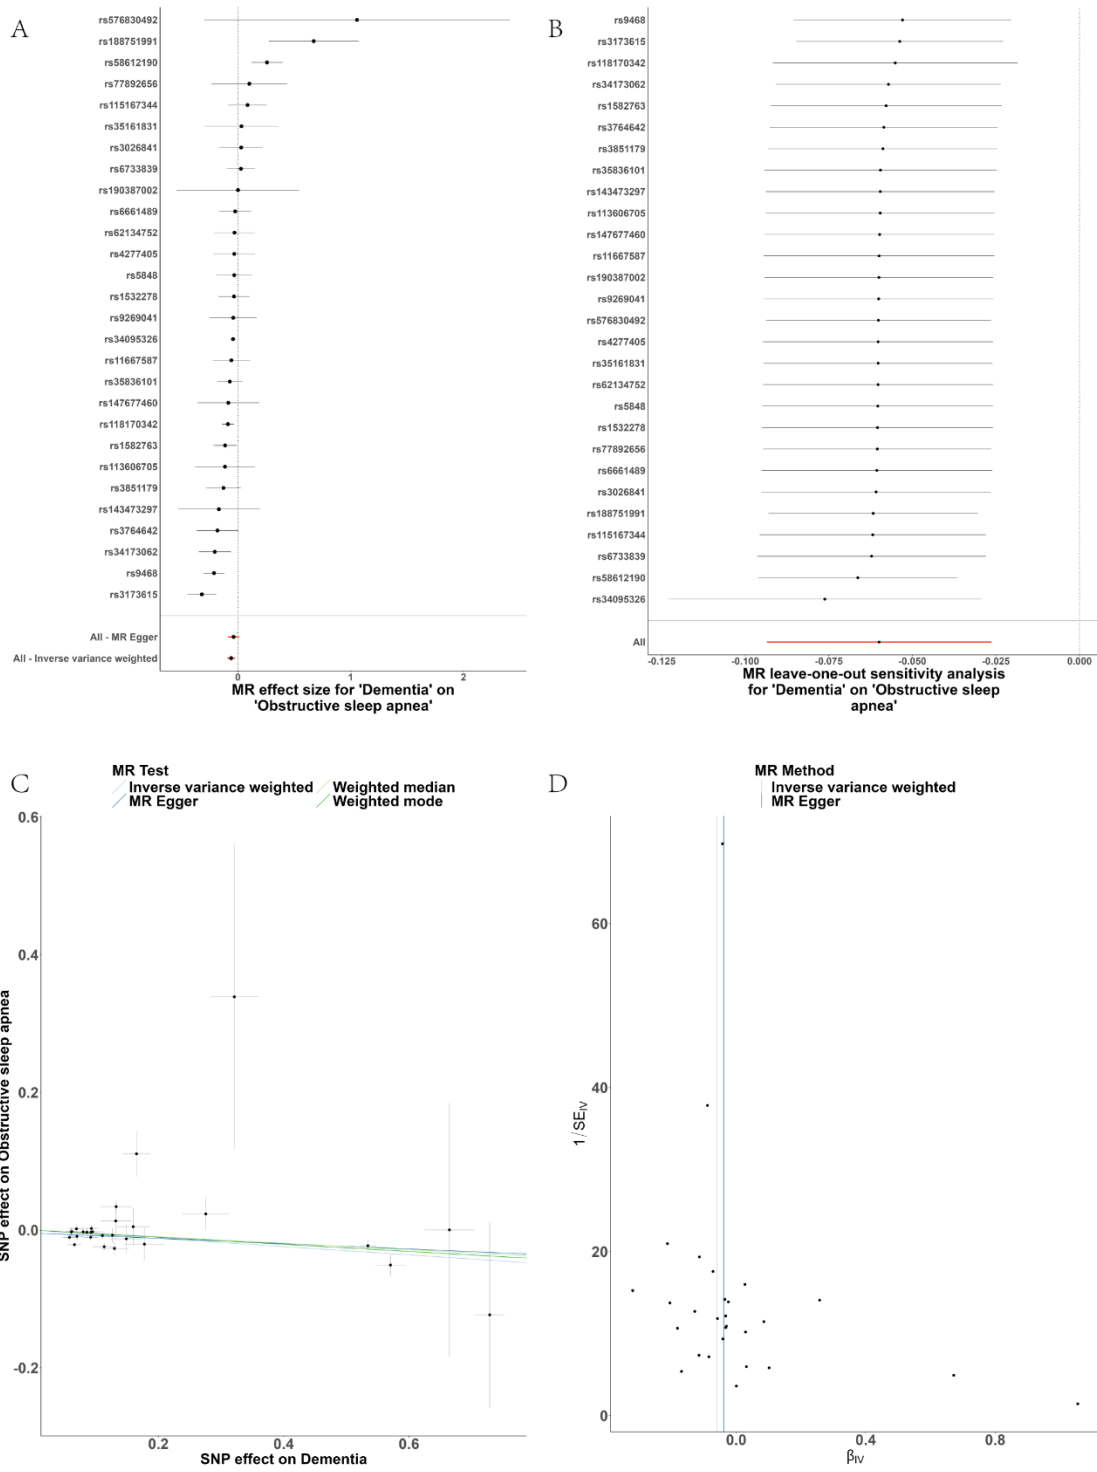 A
rs576830492
rs188751991
rs58612190
rs77892656
rs115167344
rs35161831
rs3026841
rs6733839
rs190387002
rs6661489
rs62134752
rs4277405
rs5848
rs1532278
rs9269041
rs34095326
rs11667587
rs35836101
rs147677460
rs118170342
rs1582763
rs113606705
rs3851179
rs143473297
rs3764642
rs34173062
rs9468
rs3173615
All - MR Egger
All - Inverse variance weighted
0 1 2
MR effect size for 'Dementia' on
'Obstructive sleep apnea'
B
rs9468
rs3173615
rs118170342
rs34173062
rs1582763
rs3764642
rs3851179
rs35836101
rs143473297
rs113606705
rs147677460
rs11667587
rs190387002
rs9269041
rs576830492
rs4277405
rs35161831
rs62134752
rs5848
rs1532278
rs77892656
rs6661489
rs3026841
rs188751991
rs115167344
rs6733839
rs58612190
rs34095326
All
-0.125 -0.100 -0.075 -0.050 -0.025 0.000
MR leave-one-out sensitivity analysis
for 'Dementia' on 'Obstructive sleep
apnea'
C
MR Test
Inverse variance weighted Weighted median
MR Egger Weighted mode
0.6
0.4
0.2
0.0
-0.2
SNP effect on Obstructive sleep apnea
0.2 0.4 0.6
SNP effect on Dementia
D
MR Method
Inverse variance weighted
MR Egger
60
40
20
0
1/SE_IV
0.0 0.4 0.8
β_IV